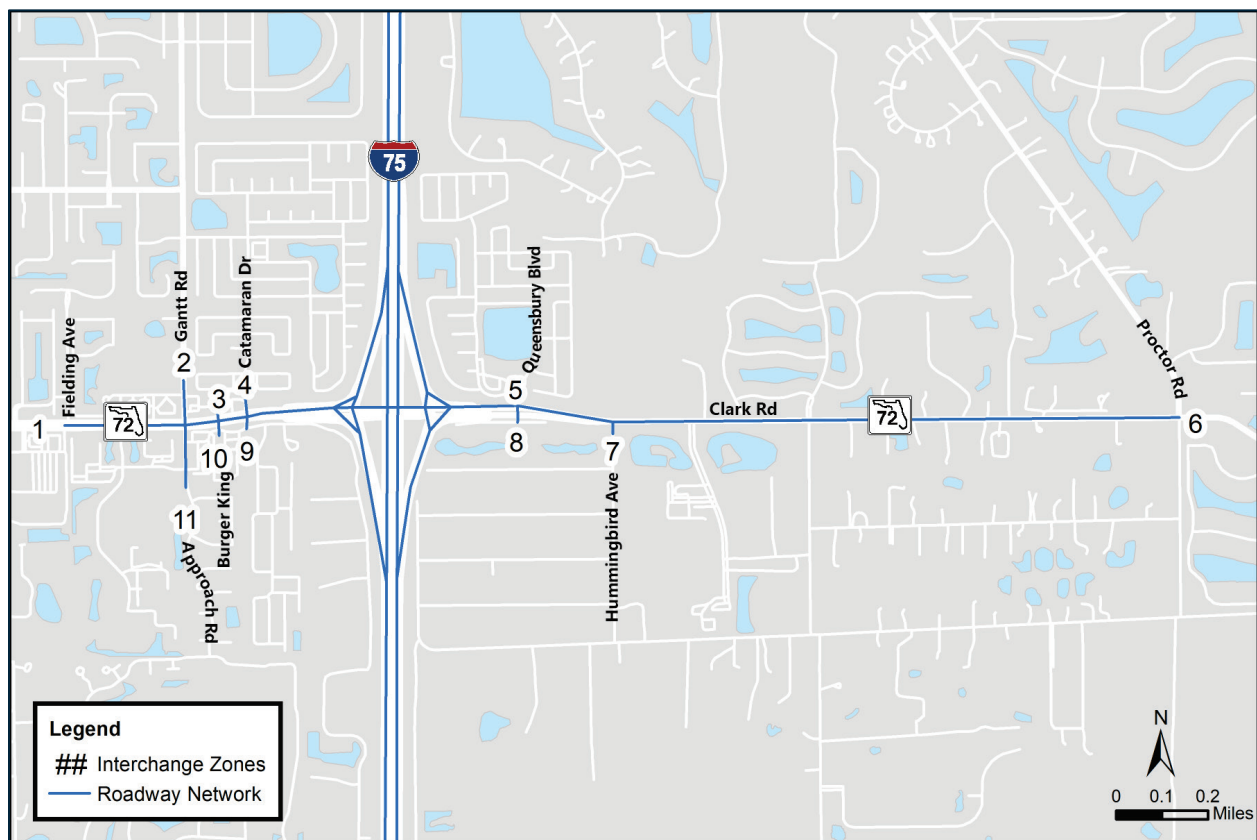 75
Fielding Ave
Gantt Rd
Catamaran Dr
Queensbury Blvd
Proctor Rd
2
3
4
5
1
72
Clark Rd
72
6
10
9
8
7
11
Burger King
Approach Rd
Hummingbird Ave
Legend
## Interchange Zones
Roadway Network
N
0 0.1 0.2
Miles